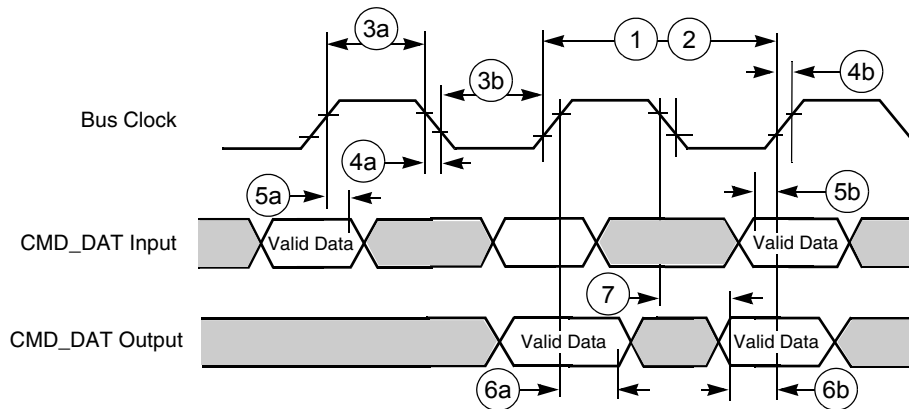 3a
1
2
3b
4b
Bus Clock
4a
5a
5b
CMD_DAT Input
Valid Data
Valid Data
7
CMD_DAT Output
Valid Data
Valid Data
6a
6b